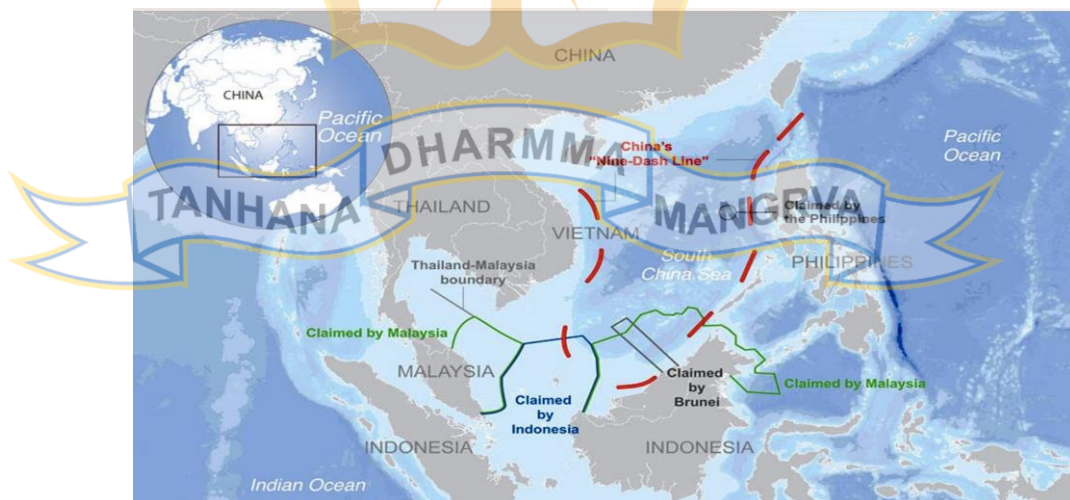 CHINA
CHINA
Pacific
Ocean
Pacific
Ocean
China's
"Nine-Dash Line"
TANHANA DHARMMA MANGRVA
THAILAND
VIETNAM
Claimed by
the Philippines
PHILIPPINES
South
China Sea
Thailand-Malaysia
boundary
Claimed by Malaysia
MALAYSIA
Claimed
by
Indonesia
Claimed
by
Brunei
Claimed by Malaysia
INDONESIA
INDONESIA
Indian Ocean